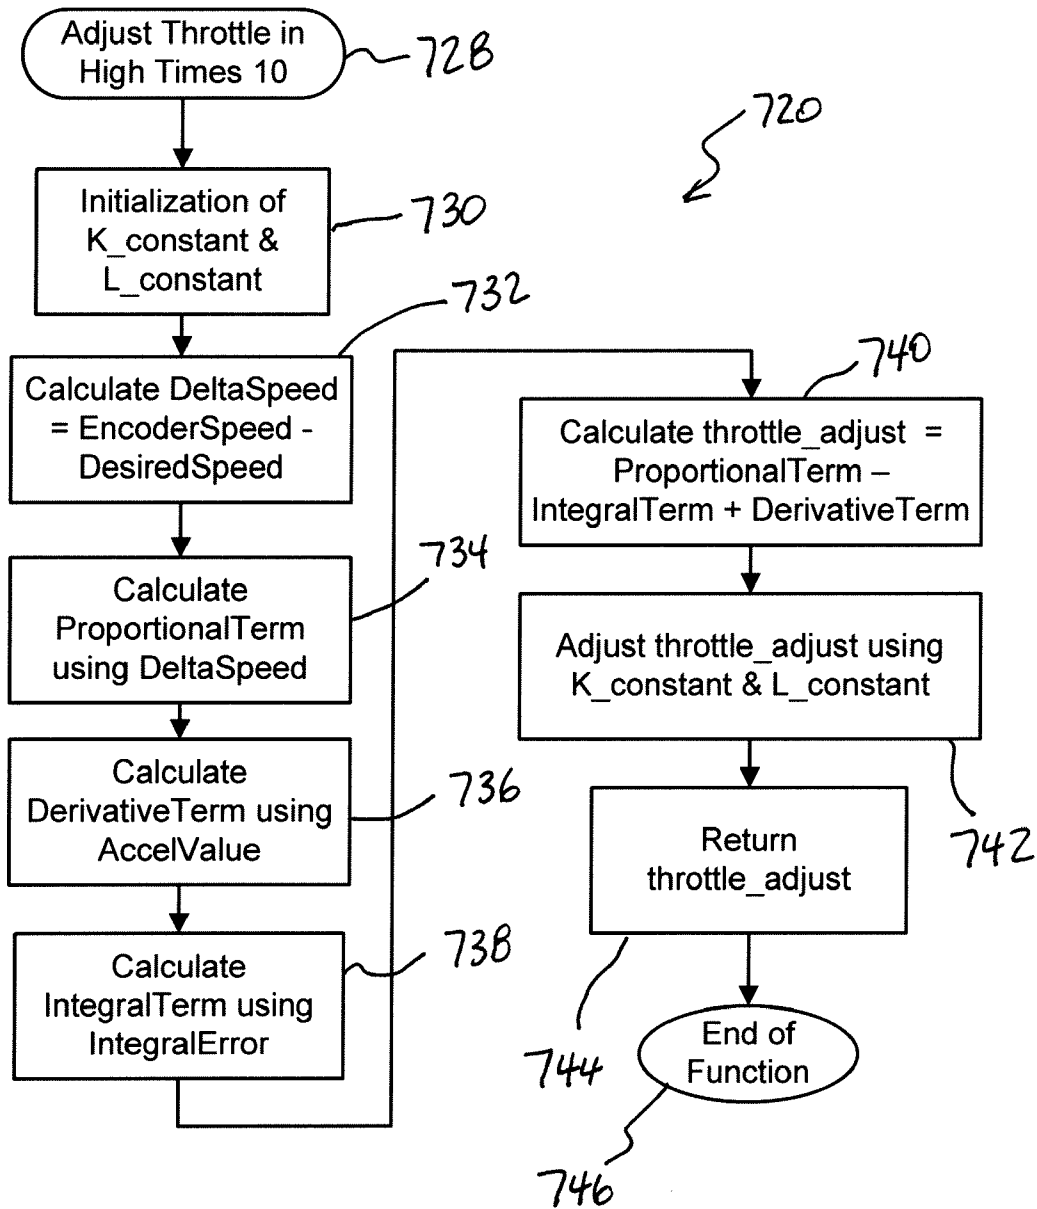 Adjust Throttle in
High Times 10
728
720
Initialization of
K_constant &
L_constant
730
732
Calculate DeltaSpeed
= EncoderSpeed -
DesiredSpeed
734
Calculate
ProportionalTerm
using DeltaSpeed
Calculate
DerivativeTerm using
AccelValue
736
Calculate
IntegralTerm using
IntegralError
738
740
Calculate throttle_adjust =
ProportionalTerm –
IntegralTerm + DerivativeTerm
Adjust throttle_adjust using
K_constant & L_constant
742
Return
throttle_adjust
744
End of
Function
746